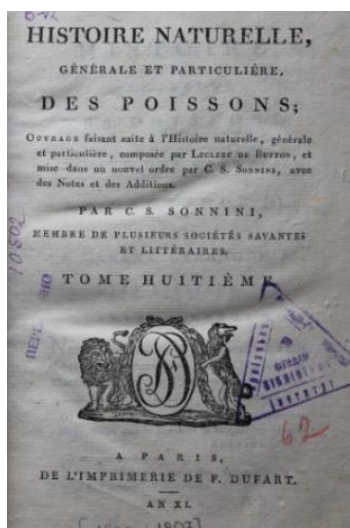 HISTOIRE NATURELLE,
GÉNÉRALE ET PARTICULIÈRE,
DES POISSONS;
OUVRAGE faisant suite à l'Histoire naturelle, générale
et particulière, composée par LECLERC DE BUFFON, et
mise dans un nouvel ordre par C. S. SONNINI, avec
des Notes et des Additions.
PAR C. S. SONNINI,
MEMBRE DE PLUSIEURS SOCIÉTÉS SAVANTES
ET LITTÉRAIRES.
TOME HUITIÈME
10502
62
A PARIS,
DE L'IMPRIMERIE DE F. DUFART.
AN XI.